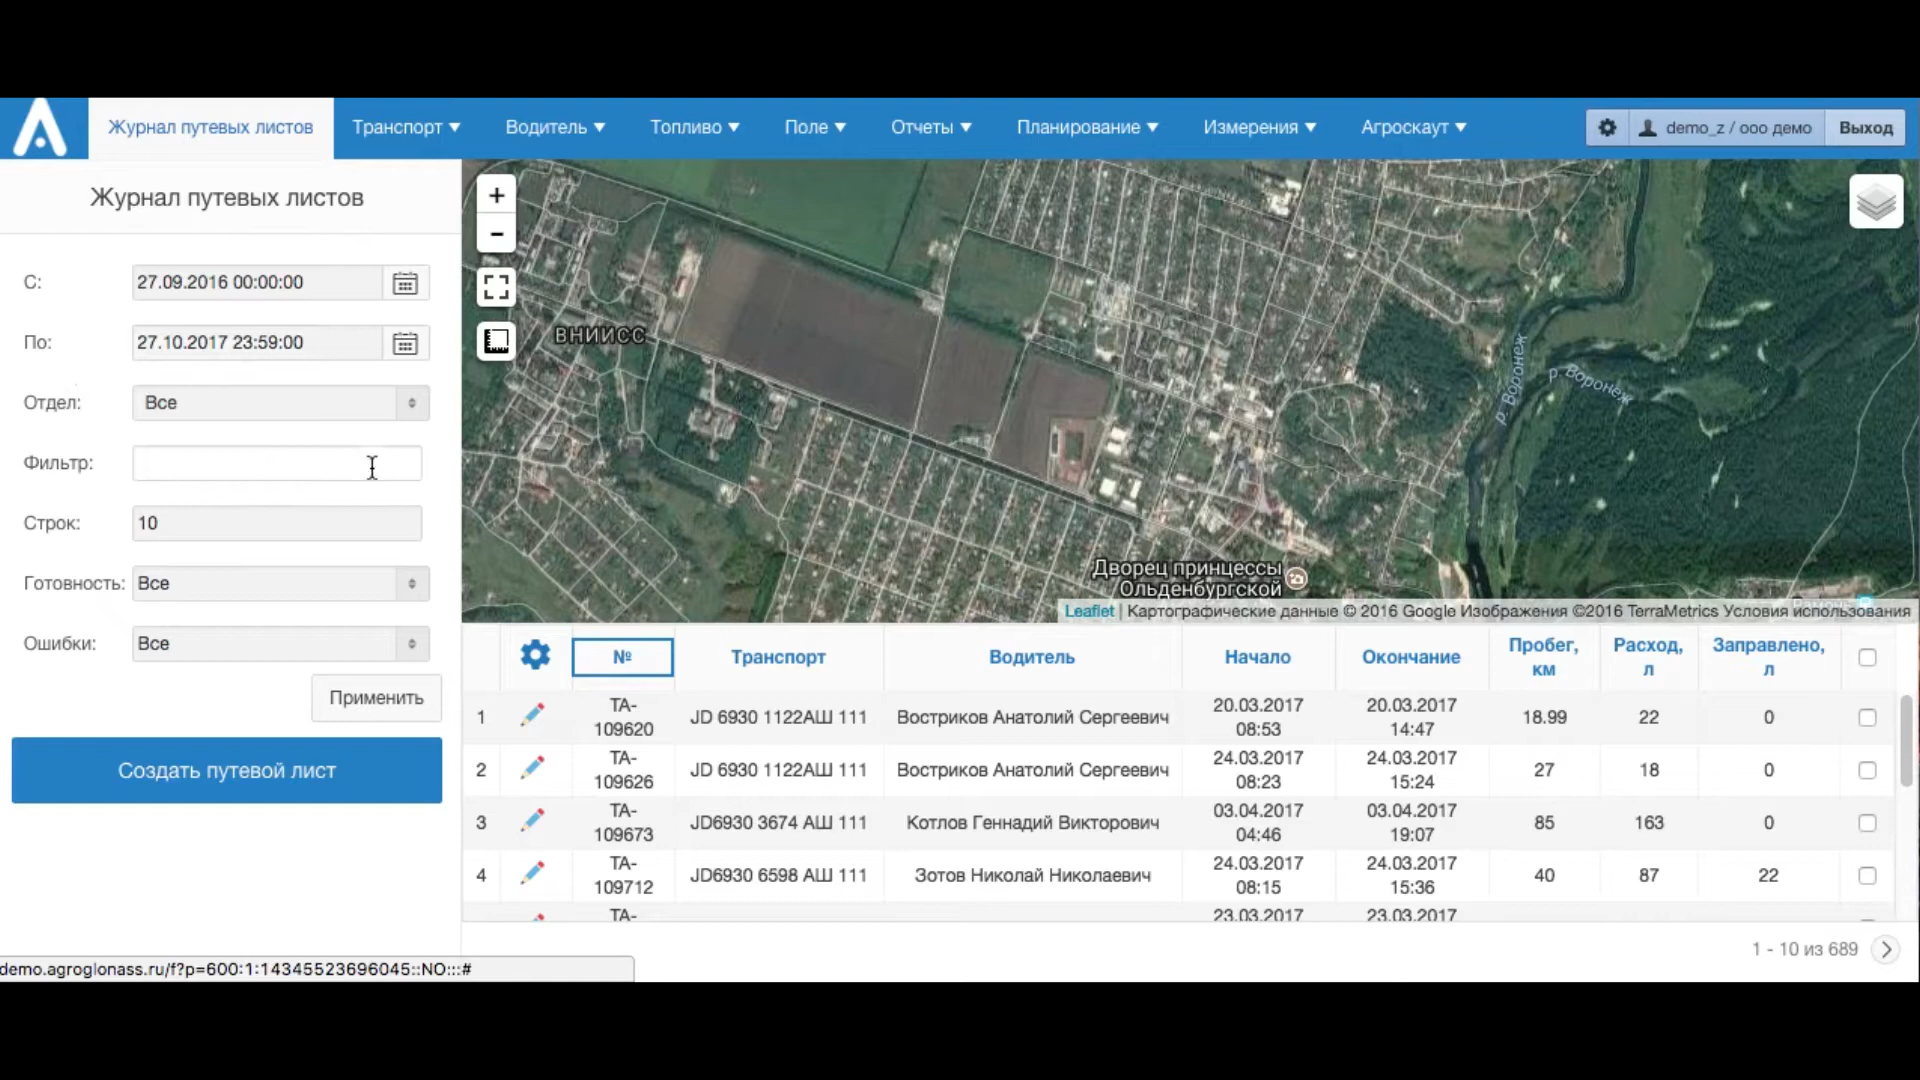 Журнал путевых листов
Транспорт ▼
Водитель ▼
Топливо ▼
Поле ▼
Отчеты ▼
Планирование ▼
Измерения ▼
Агроскаут ▼
demo_z / ооо демо
Выход
Журнал путевых листов
С: 27.09.2016 00:00:00
По: 27.10.2017 23:59:00
Отдел: Все
Фильтр:
Строк: 10
Готовность: Все
Ошибки: Все
Применить
Создать путевой лист
+
-
ВНИИСС
р. Воронеж
р. Воронеж
Дворец принцессы
Ольденбургской
Leaflet | Картографические данные © 2016 Google Изображения ©2016 TerraMetrics Условия использования
№ Транспорт Водитель Начало Окончание Пробег, км Расход, л Заправлено, л
1 ТА-109620 JD 6930 1122АШ 111 Востриков Анатолий Сергеевич 20.03.2017 08:53 20.03.2017 14:47 18.99 22 0
2 ТА-109626 JD 6930 1122АШ 111 Востриков Анатолий Сергеевич 24.03.2017 08:23 24.03.2017 15:24 27 18 0
3 ТА-109673 JD6930 3674 АШ 111 Котлов Геннадий Викторович 03.04.2017 04:46 03.04.2017 19:07 85 163 0
4 ТА-109712 JD6930 6598 АШ 111 Зотов Николай Николаевич 24.03.2017 08:15 24.03.2017 15:36 40 87 22
ТА- 23.03.2017 23.03.2017
1 - 10 из 689
demo.agroglonass.ru/f?p=600:1:14345523696045::NO:::#